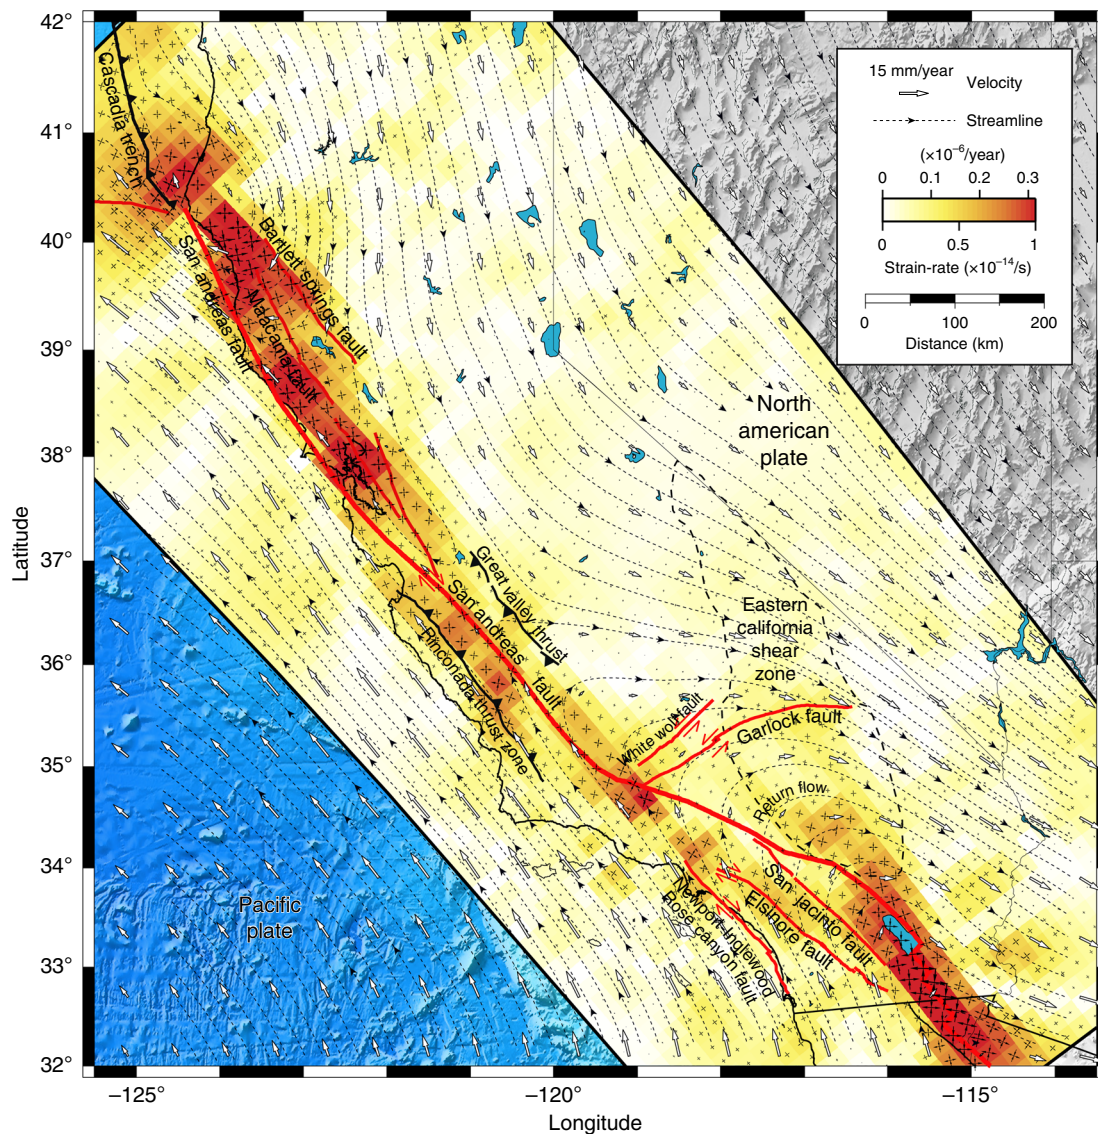 42°
41°
40°
39°
38°
37°
36°
35°
34°
33°
32°
Latitude
−125°
−120°
−115°
Longitude
15 mm/year
Velocity
Streamline
(×10⁻⁶/year)
0 0.1 0.2 0.3
0 0.5 1
Strain-rate (×10⁻¹⁴/s)
0 100 200
Distance (km)
Cascadia trench
San andreas fault
Bartlett springs fault
Maacama fault
North
american
plate
Great valley thrust
San andreas fault
Rinconada thrust zone
Eastern
california
shear
zone
White wolf fault
Garlock fault
Return flow
San jacinto fault
Elsinore fault
Newport-Inglewood
Rose canyon fault
Pacific
plate